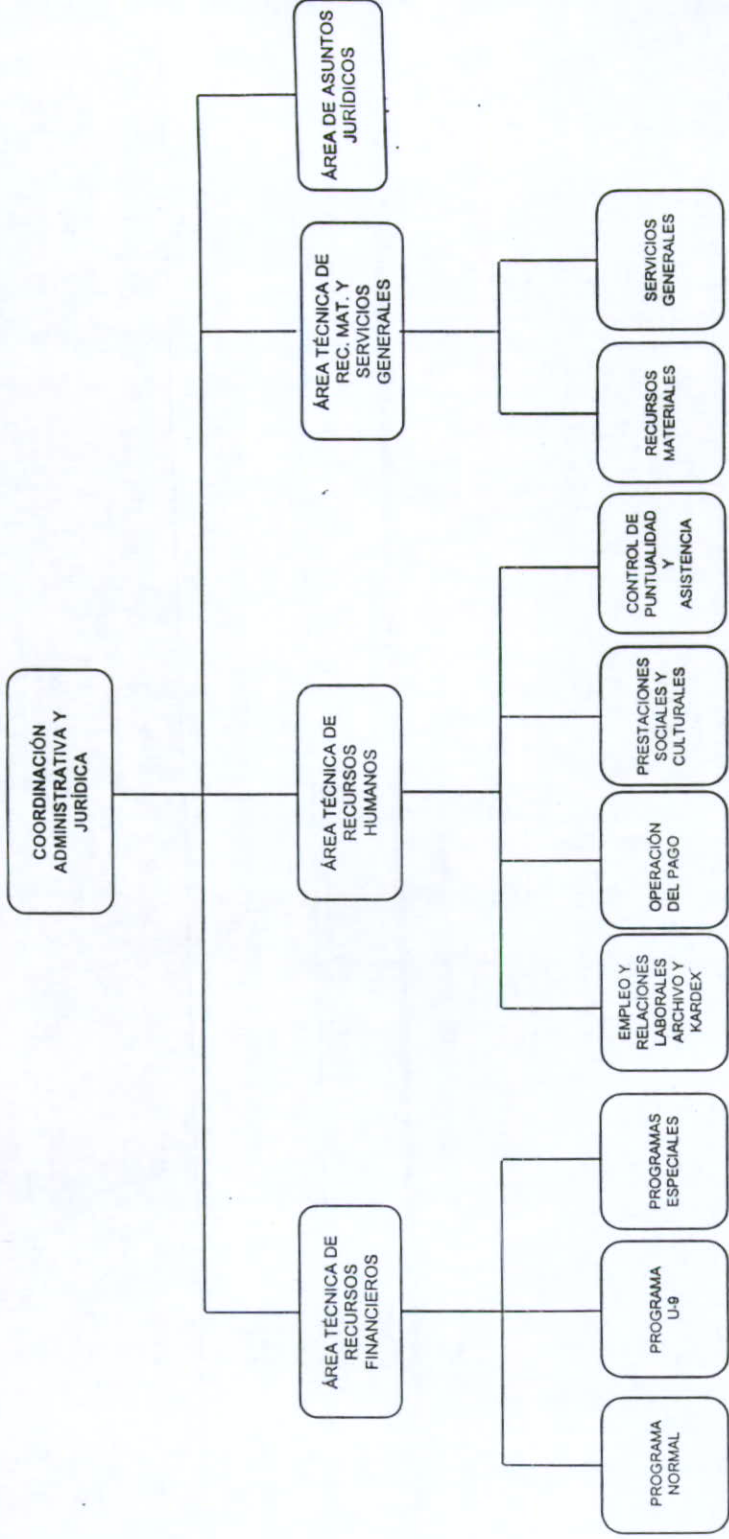 COORDINACIÓN
ADMINISTRATIVA Y
JURÍDICA
ÁREA TÉCNICA DE
RECURSOS
FINANCIEROS
ÁREA TÉCNICA DE
RECURSOS
HUMANOS
ÁREA TÉCNICA DE
REC. MAT. Y
SERVICIOS
GENERALES
ÁREA DE ASUNTOS
JURÍDICOS
PROGRAMA
NORMAL
PROGRAMA
U-9
PROGRAMAS
ESPECIALES
EMPLEO Y
RELACIONES
LABORALES
ARCHIVO Y
KARDEX
OPERACIÓN
DEL PAGO
PRESTACIONES
SOCIALES Y
CULTURALES
CONTROL DE
PUNTUALIDAD
Y
ASISTENCIA
RECURSOS
MATERIALES
SERVICIOS
GENERALES